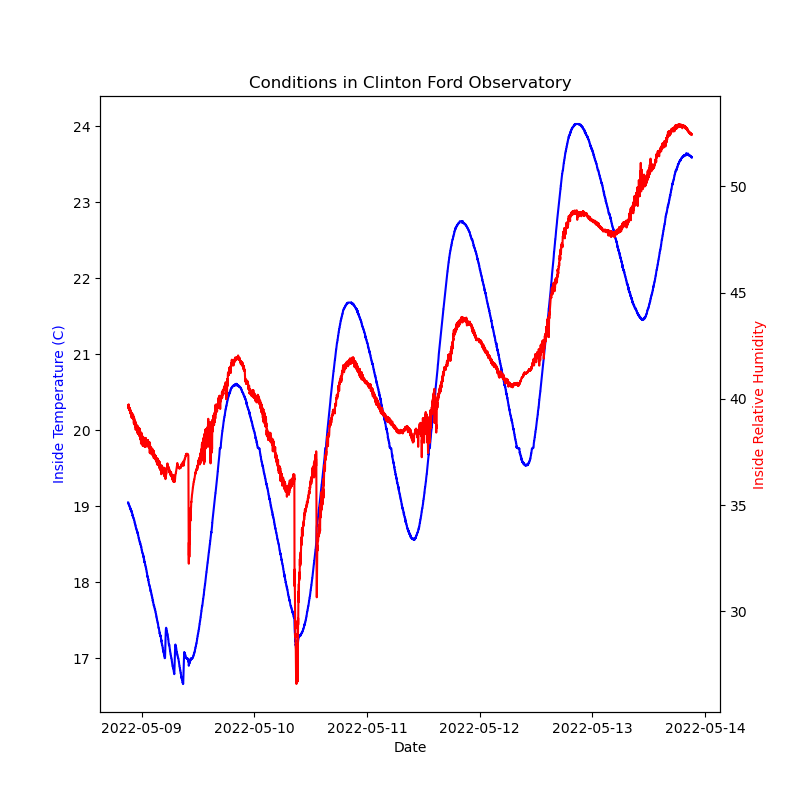 Conditions in Clinton Ford Observatory
24
23
22
21
20
19
18
17
Inside Temperature (C)
50
45
40
35
30
Inside Relative Humidity
2022-05-09 2022-05-10 2022-05-11 2022-05-12 2022-05-13 2022-05-14
Date